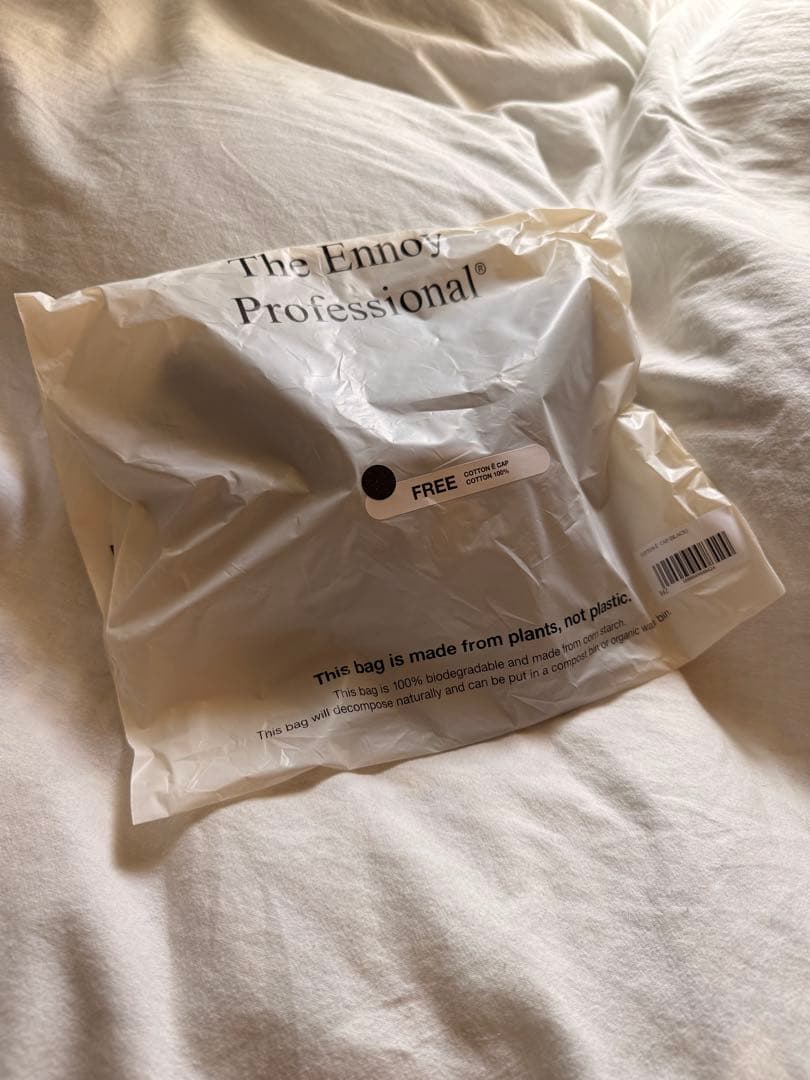 The Ennoy
Professional®
FREE
COTTON Ē CAP
COTTON 100%
This bag is made from plants, not plastic.
This bag is 100% biodegradable and made from corn starch.
This bag will decompose naturally and can be put in a compost bin or organic waste bin.